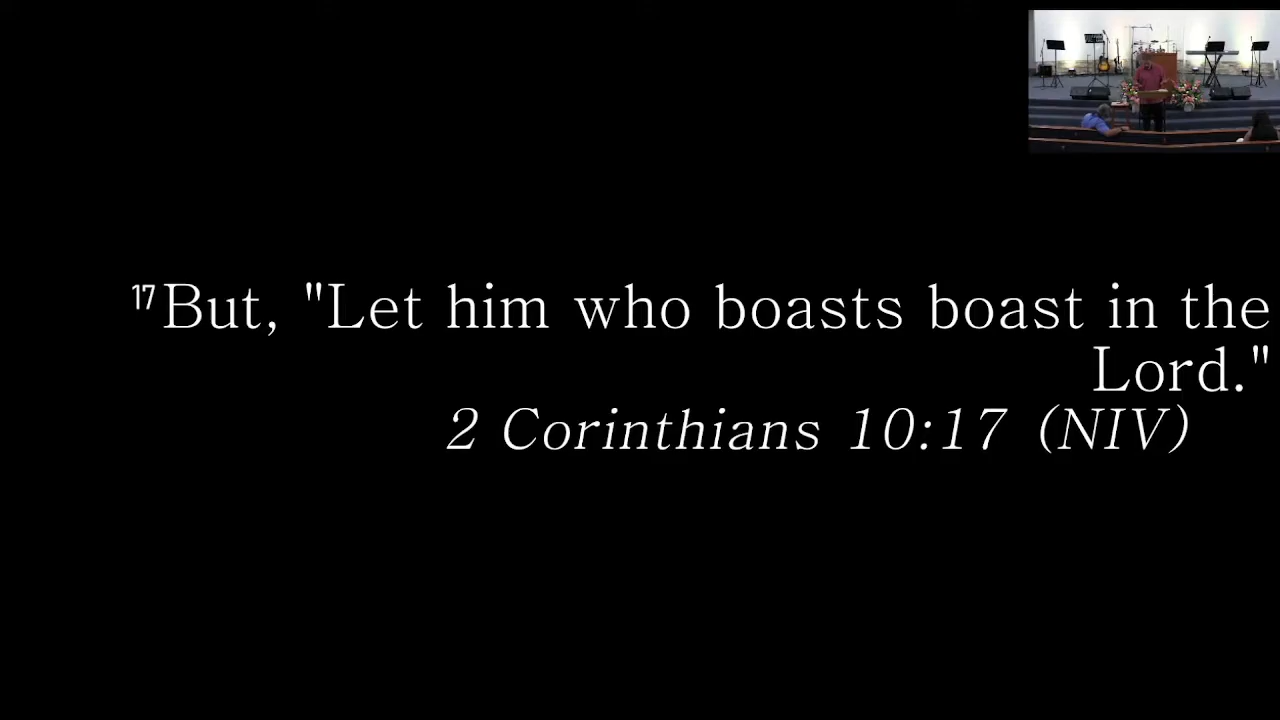 17But, "Let him who boasts boast in the
Lord."
2 Corinthians 10:17 (NIV)